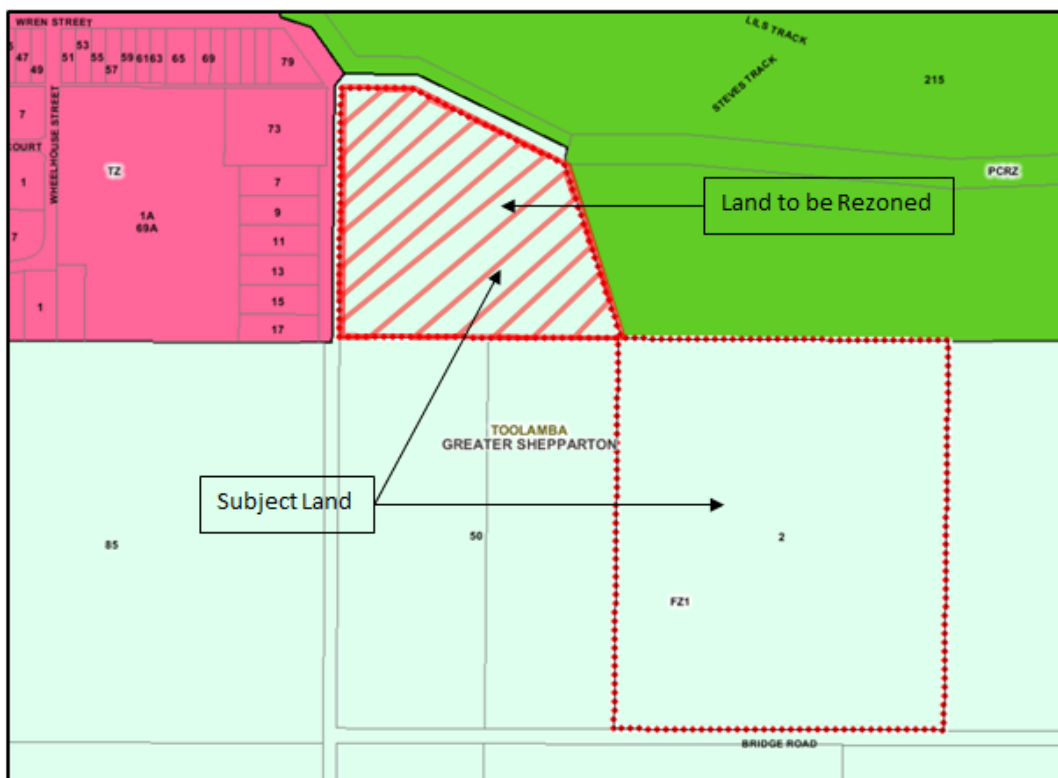 WREN STREET
LILS TRACK
47
49
51
53
55
57
59
61
63
65
69
79
STEVES TRACK
215
7
73
WHEELHOUSE STREET
COURT
TZ
PCRZ
1
7
Land to be Rezoned
9
1A
69A
11
7
13
1
15
17
TOOLAMBA
GREATER SHEPPARTON
Subject Land
85
50
2
FZ1
BRIDGE ROAD